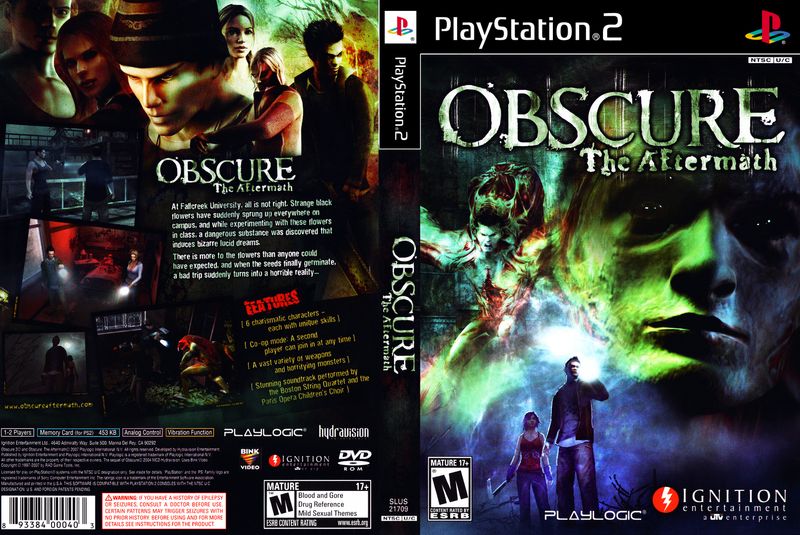 OBSCURE
The Aftermath
At Fallcreek University, all is not right. Strange black
flowers have suddenly sprung up everywhere on
campus, and while experimenting with these flowers
in class, a dangerous substance was discovered that
induces bizarre lucid dreams.
There is more to the flowers than anyone could
have expected, and when the seeds finally germinate,
a bad trip suddenly turns into a horrible reality...
FEATURES
[ 6 charismatic characters –
each with unique skills ]
[ Co-op mode: A second
player can join in at any time ]
[ A vast variety of weapons
and horrifying monsters ]
[ Stunning soundtrack performed by
the Boston String Quartet and the
Paris Opera Children's Choir ]
www.obscureaftermath.com
1-2 Players
Memory Card (for PS2)
453 KB
Analog Control
Vibration Function
PLAYLOGIC
hydravision
BINK
VIDEO
IGNITION
entertainment
DVD
ROM
WARNING: IF YOU HAVE A HISTORY OF EPILEPSY
OR SEIZURES, CONSULT A DOCTOR BEFORE USE.
CERTAIN PATTERNS MAY TRIGGER SEIZURES WITH
NO PRIOR HISTORY. BEFORE USING AND FOR MORE
DETAILS SEE INSTRUCTIONS FOR THE PRODUCT.
8 93384 00040 3
MATURE 17+
M
Blood and Gore
Drug Reference
Mild Sexual Themes
ESRB CONTENT RATING
www.esrb.org
PlayStation 2
OBSCURE
The Aftermath
SLUS
21709
NTSC U/C
PlayStation 2
NTSC U/C
OBSCURE
The Aftermath
MATURE 17+
M
CONTENT RATED BY
ESRB
PLAYLOGIC
IGNITION
entertainment
a UTV enterprise